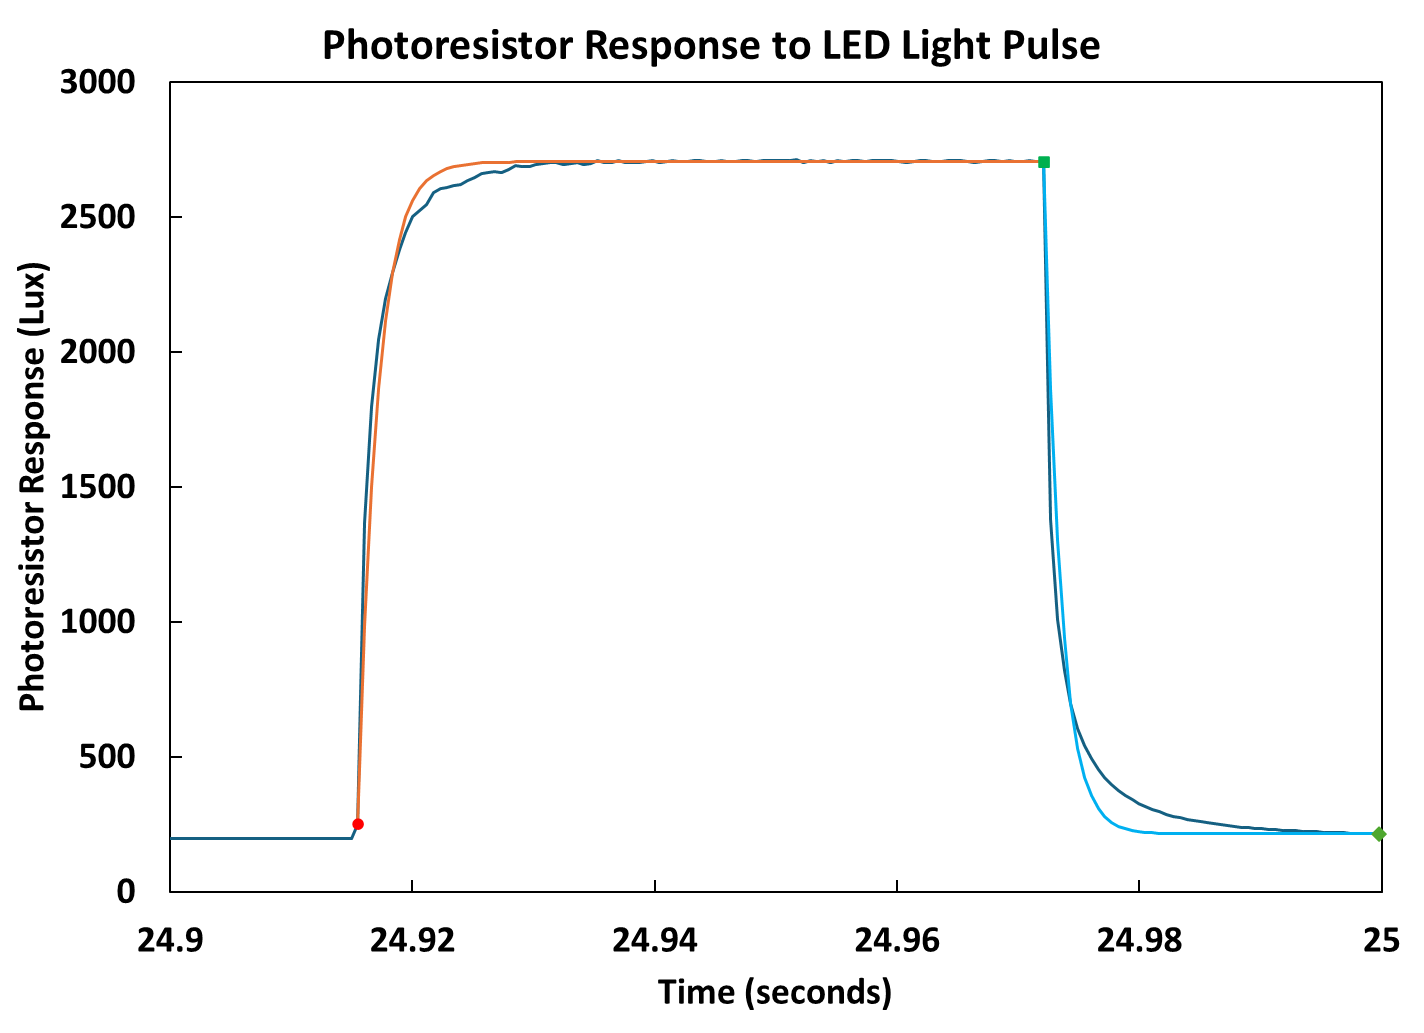 Photoresistor Response to LED Light Pulse
3000
2500
2000
1500
1000
500
0
Photoresistor Response (Lux)
24.9 24.92 24.94 24.96 24.98 25
Time (seconds)